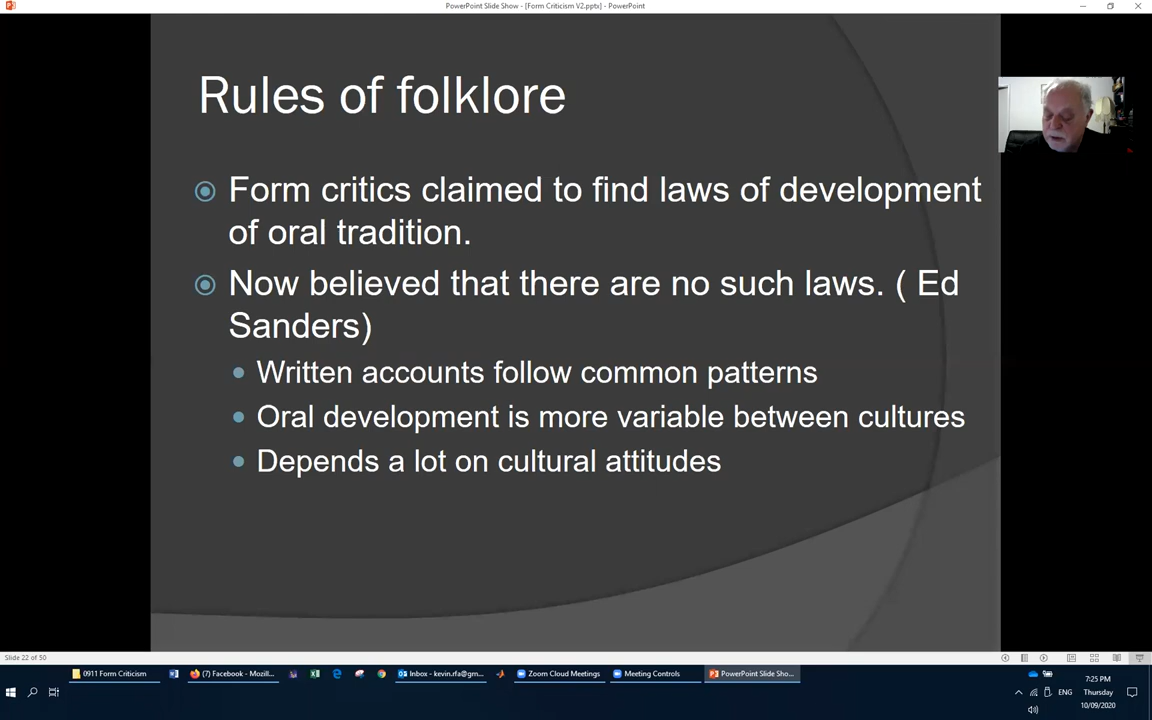 PowerPoint Slide Show - [Form Criticism V2.pptx] - PowerPoint
Rules of folklore
Form critics claimed to find laws of development
of oral tradition.
Now believed that there are no such laws. ( Ed
Sanders)
Written accounts follow common patterns
Oral development is more variable between cultures
Depends a lot on cultural attitudes
Slide 22 of 50
0911 Form Criticism
(7) Facebook - Mozill...
Inbox - kevin.rfa@gm...
Zoom Cloud Meetings
Meeting Controls
PowerPoint Slide Sho...
ENG
7:25 PM
Thursday
10/09/2020